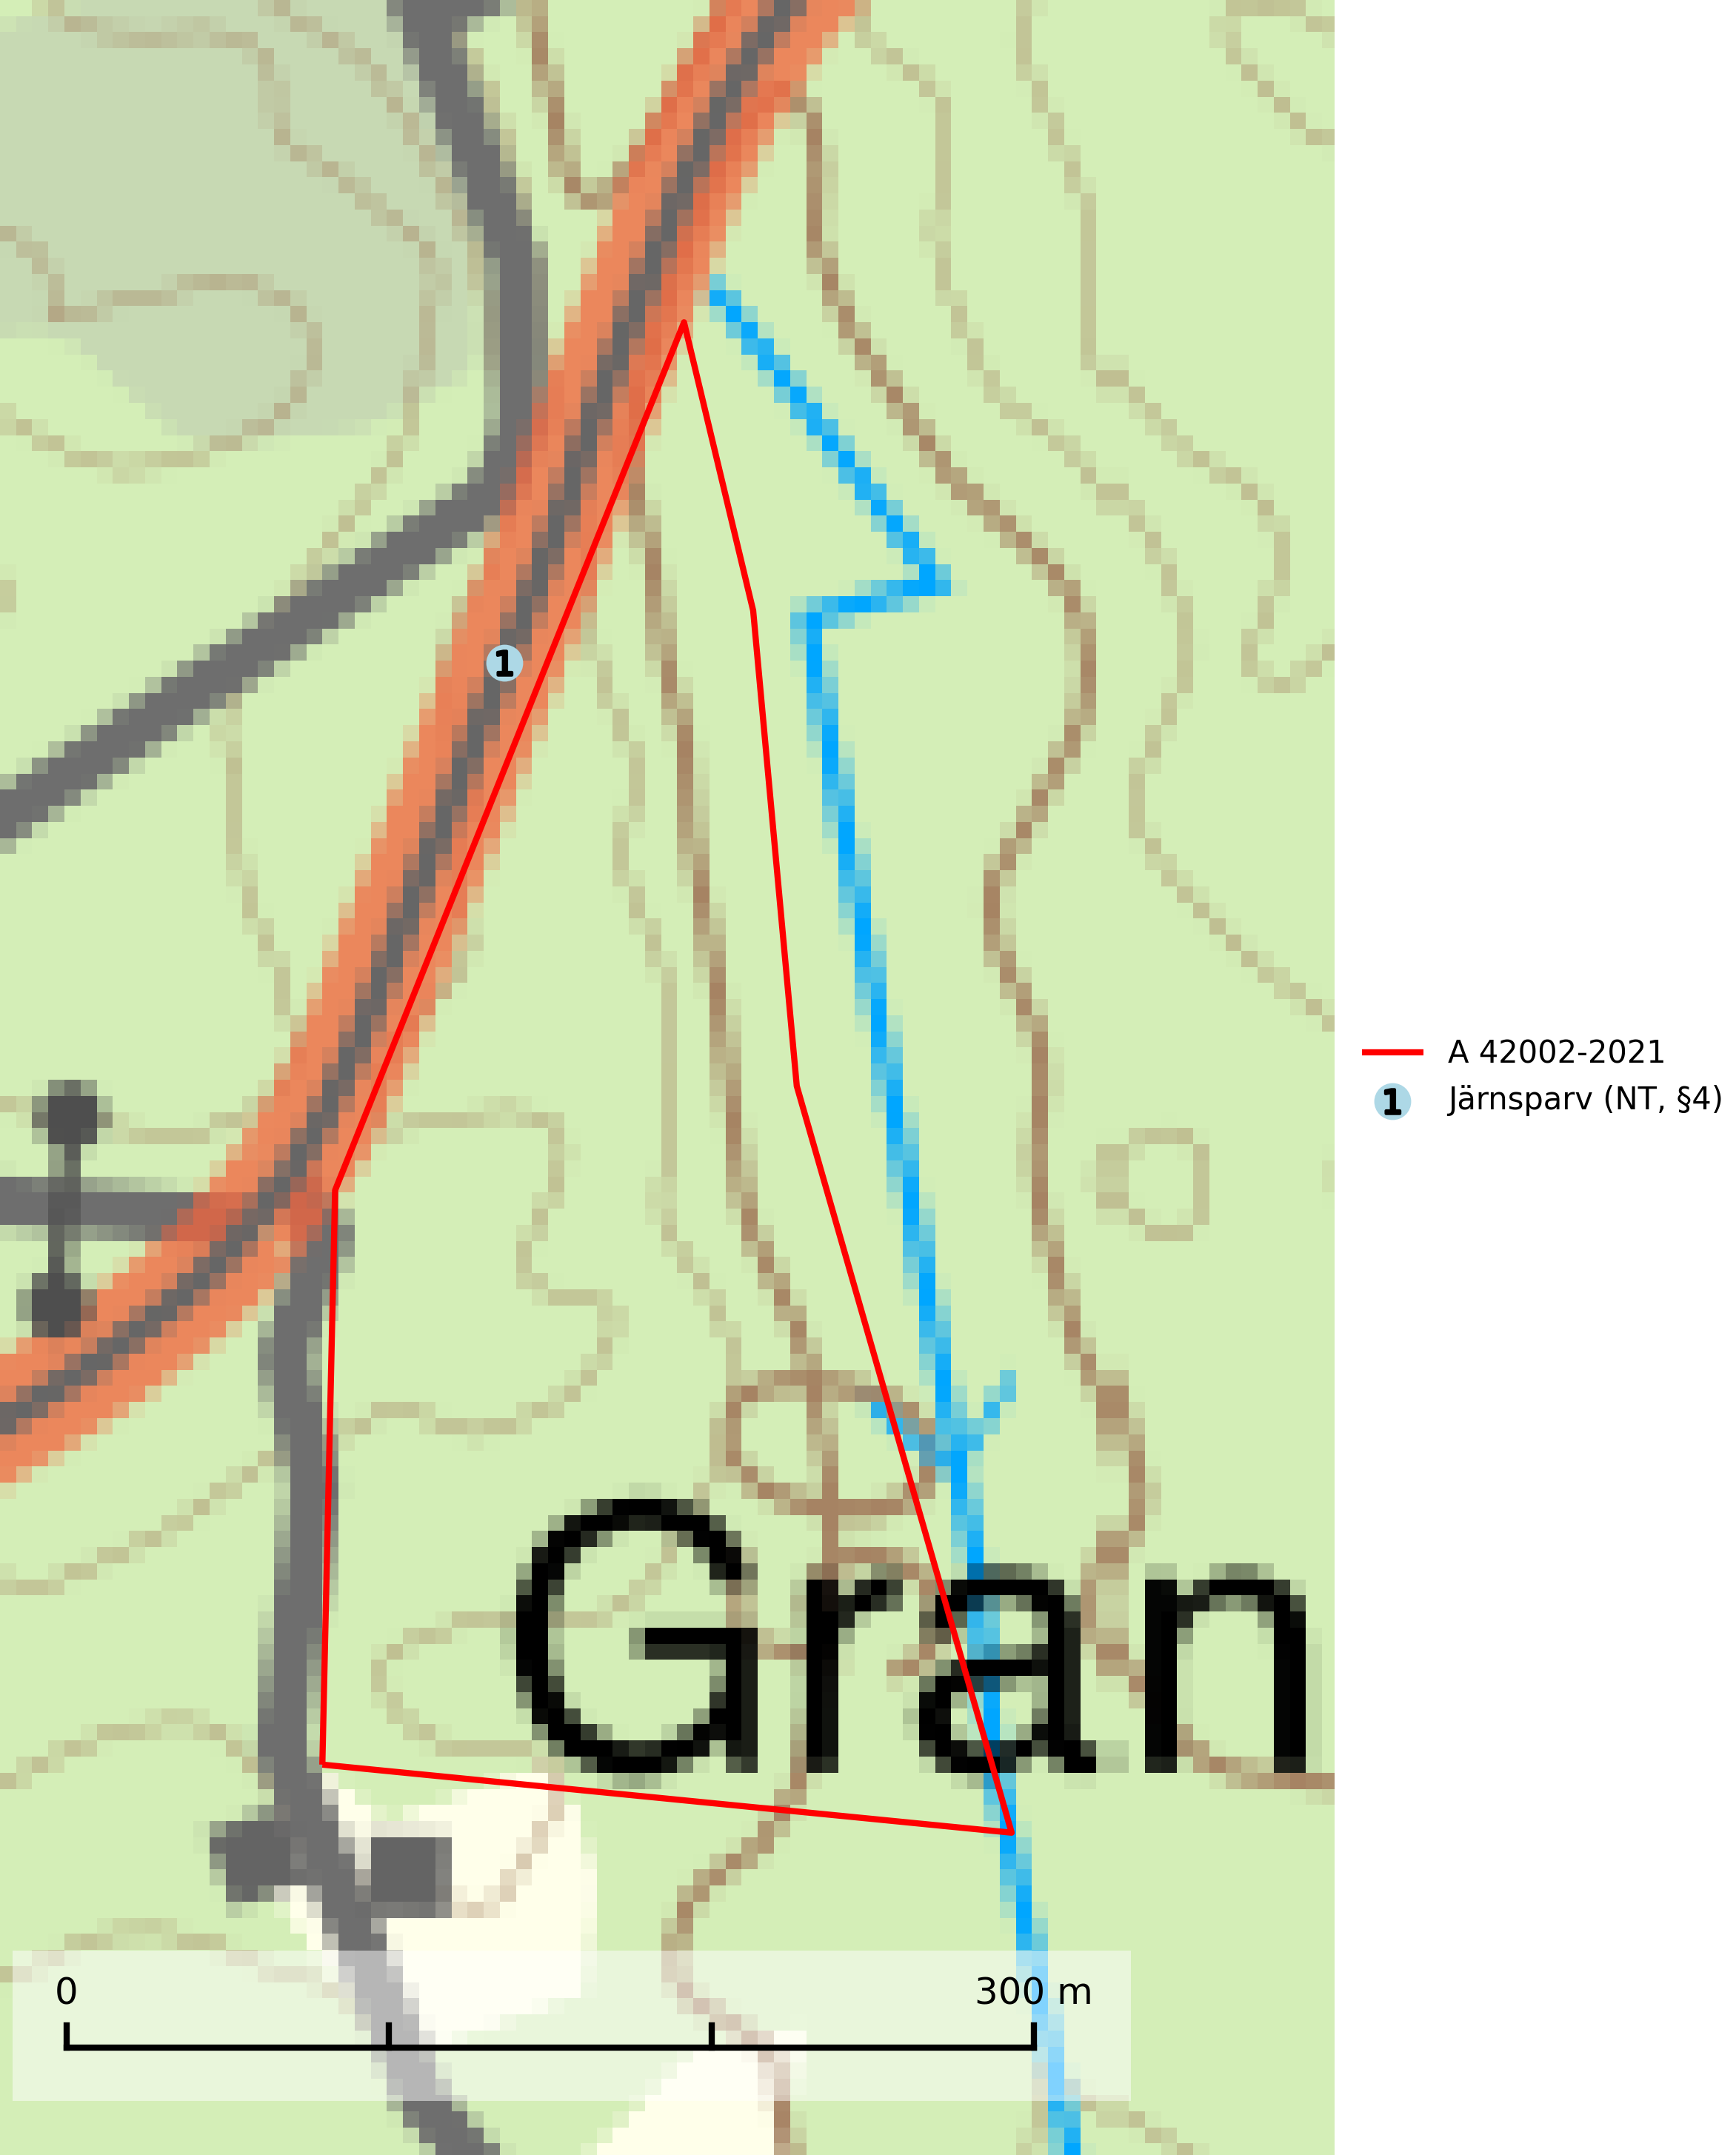 1
Gran
0 300 m
A 42002-2021
1 Järnsparv (NT, §4)